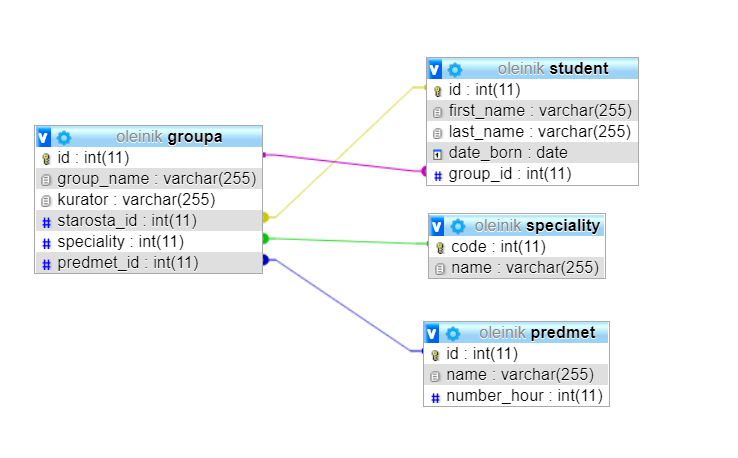 oleinik groupa
id : int(11)
group_name : varchar(255)
kurator : varchar(255)
starosta_id : int(11)
speciality : int(11)
predmet_id : int(11)
oleinik student
id : int(11)
first_name : varchar(255)
last_name : varchar(255)
date_born : date
group_id : int(11)
oleinik speciality
code : int(11)
name : varchar(255)
oleinik predmet
id : int(11)
name : varchar(255)
number_hour : int(11)